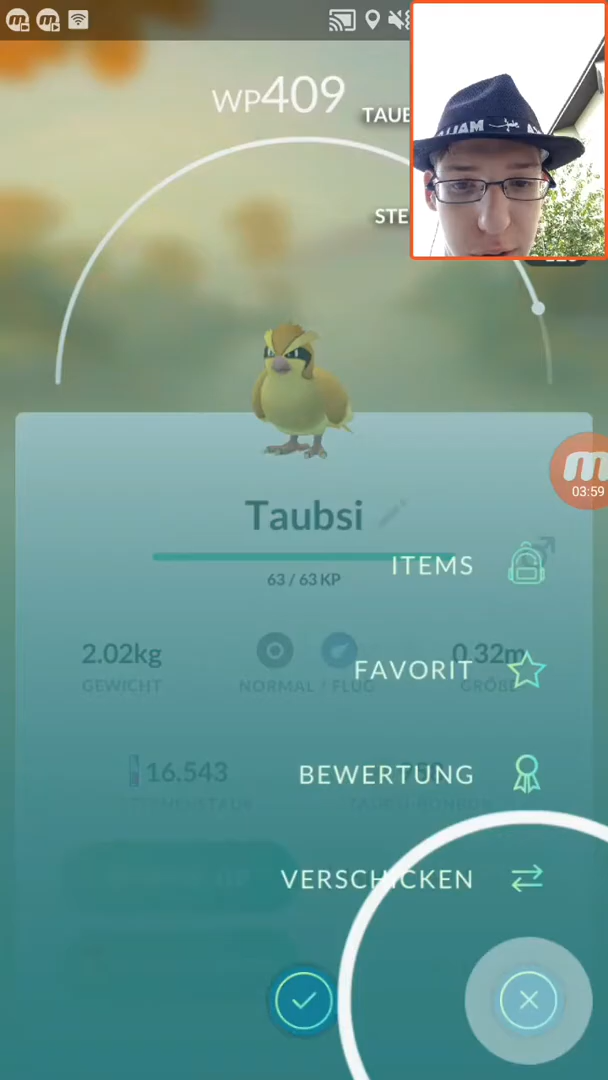 WP409
TAUB
STE
03:59
Taubsi
63 / 63 KP
ITEMS
2.02kg
0.32m
GEWICHT
NORMAL / FLUG
GRÖßE
FAVORIT
16.543
BEWERTUNG
VERSCHICKEN